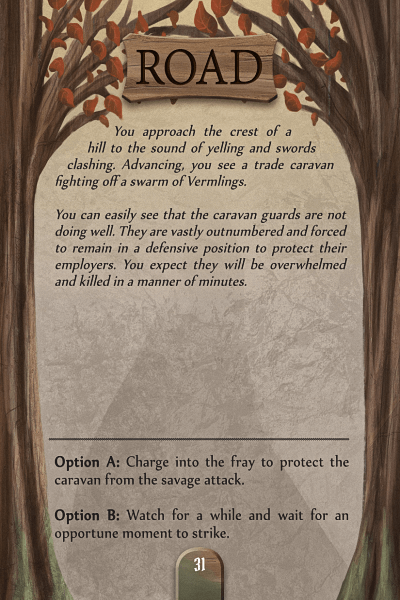 ROAD
You approach the crest of a
hill to the sound of yelling and swords
clashing. Advancing, you see a trade caravan
fighting off a swarm of Vermlings.
You can easily see that the caravan guards are not
doing well. They are vastly outnumbered and forced
to remain in a defensive position to protect their
employers. You expect they will be overwhelmed
and killed in a manner of minutes.
Option A: Charge into the fray to protect the
caravan from the savage attack.
Option B: Watch for a while and wait for an
opportune moment to strike.
31